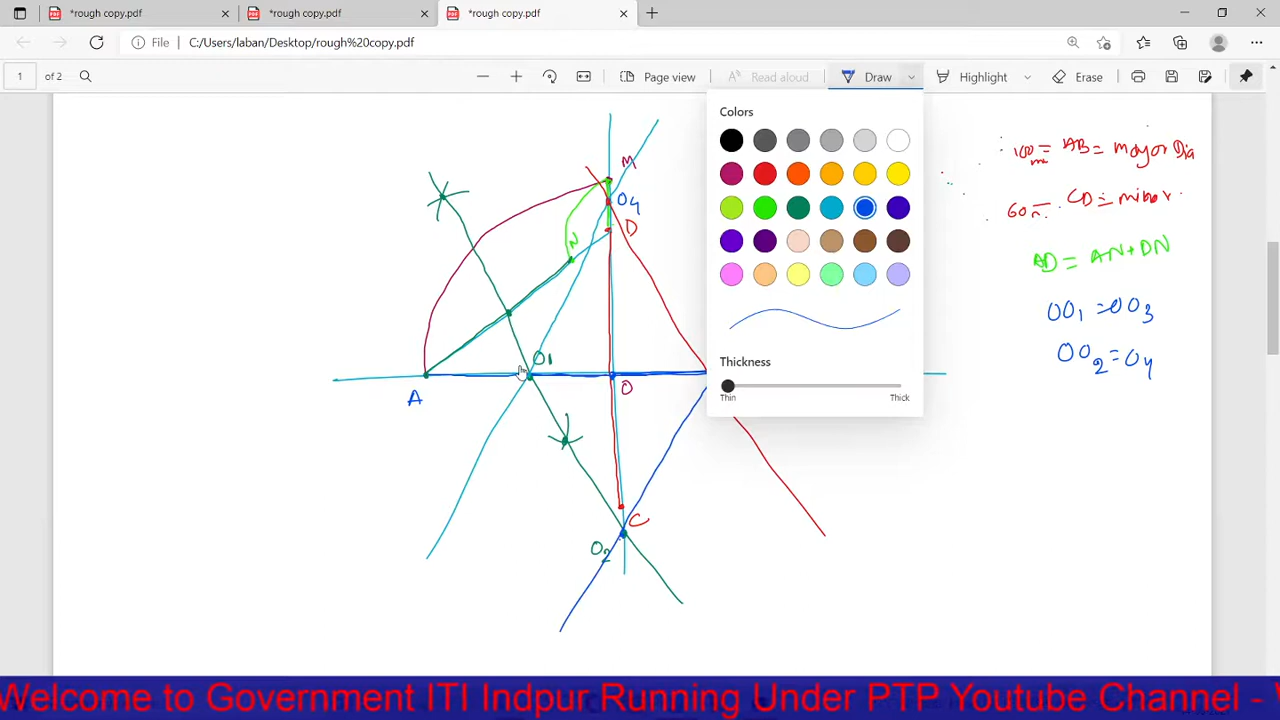 *rough copy.pdf
*rough copy.pdf
*rough copy.pdf
File C:/Users/laban/Desktop/rough%20copy.pdf
1 of 2 Page view Read aloud Draw Highlight Erase
Colors
Thickness
Thin Thick
M
O4
D
N
O1
A
O
C
O2
100 = AB = major Dia
CD = minor
AD = AN + DN
OO1 = OO3
OO2 = O4
Welcome to Government ITI Indpur Running Under PTP Youtube Channel -